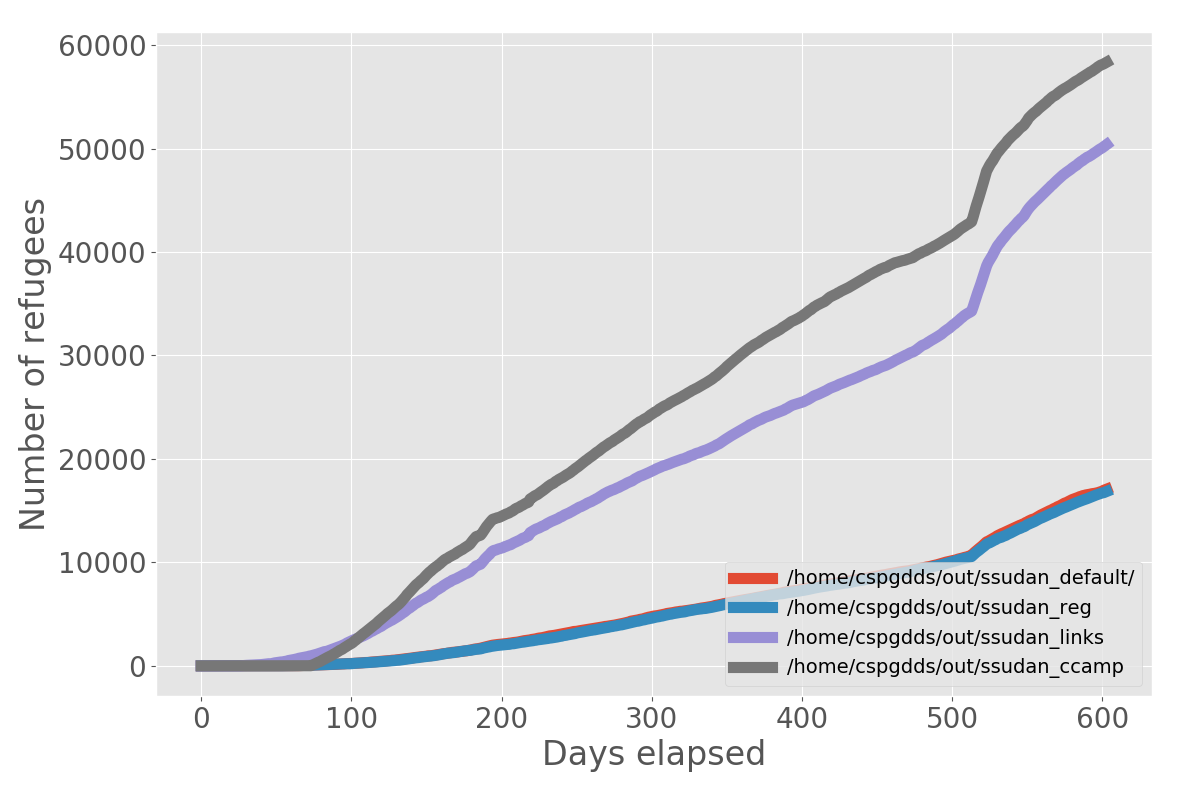 60000
50000
40000
30000
20000
10000
0
Number of refugees
/home/cspgdds/out/ssudan_default/
/home/cspgdds/out/ssudan_reg
/home/cspgdds/out/ssudan_links
/home/cspgdds/out/ssudan_ccamp
0 100 200 300 400 500 600
Days elapsed